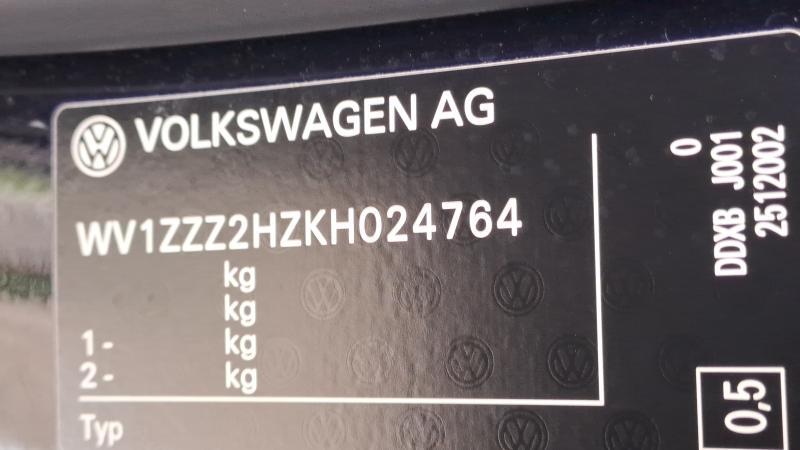 VOLKSWAGEN AG
WV1ZZZ2HZKH024764
kg
kg
1- kg
2- kg
Typ
0
DDXB J001
2512002
0,5